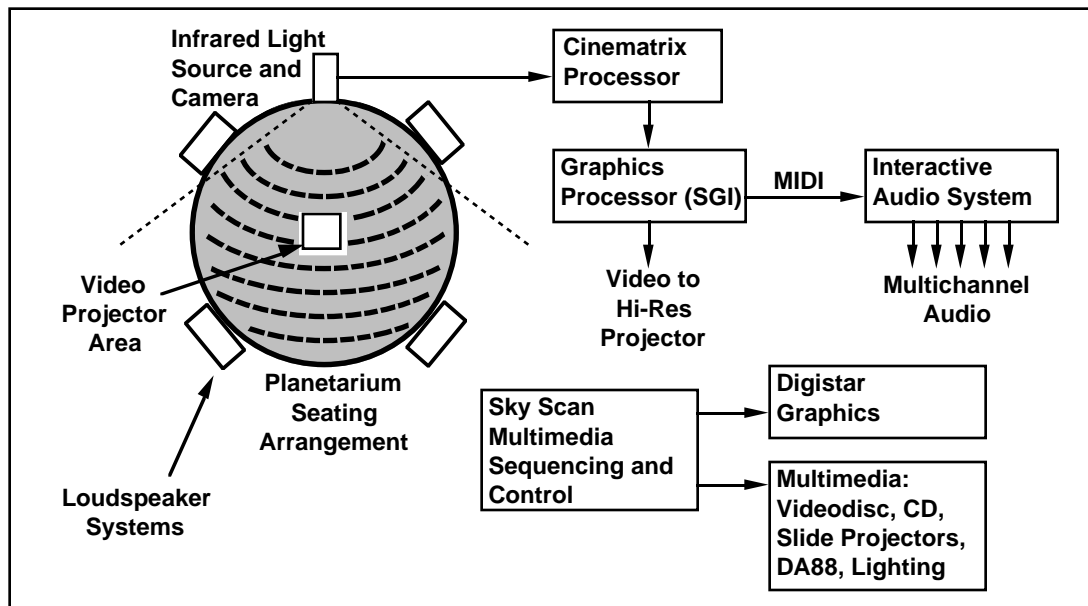 Infrared Light
Source and
Camera
Cinematrix
Processor
Graphics
Processor (SGI)
MIDI
Interactive
Audio System
Video
Projector
Area
Video to
Hi-Res
Projector
Multichannel
Audio
Planetarium
Seating
Arrangement
Loudspeaker
Systems
Sky Scan
Multimedia
Sequencing and
Control
Digistar
Graphics
Multimedia:
Videodisc, CD,
Slide Projectors,
DA88, Lighting